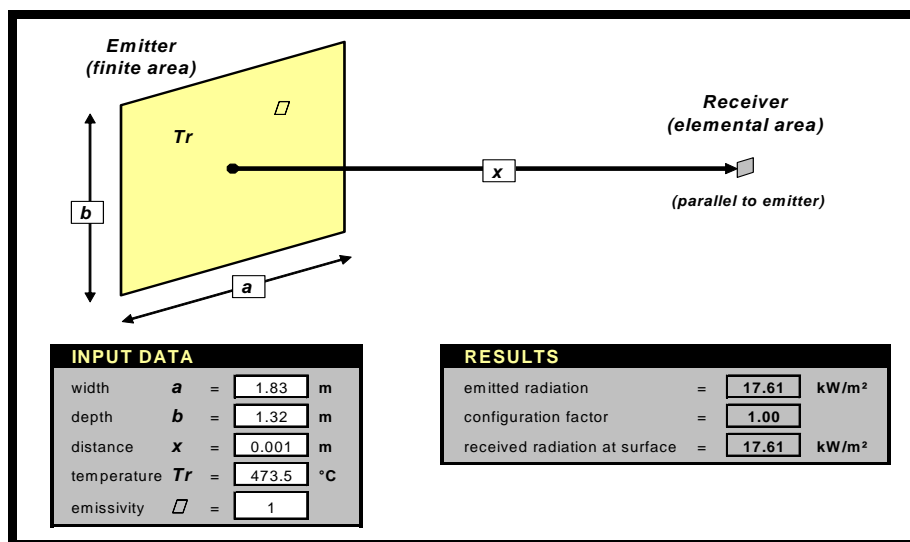 Emitter
(finite area)
Tr
Receiver
(elemental area)
x
(parallel to emitter)
b
a
INPUT DATA
width a = 1.83 m
depth b = 1.32 m
distance x = 0.001 m
temperature Tr = 473.5 °C
emissivity = 1
RESULTS
emitted radiation = 17.61 kW/m²
configuration factor = 1.00
received radiation at surface = 17.61 kW/m²